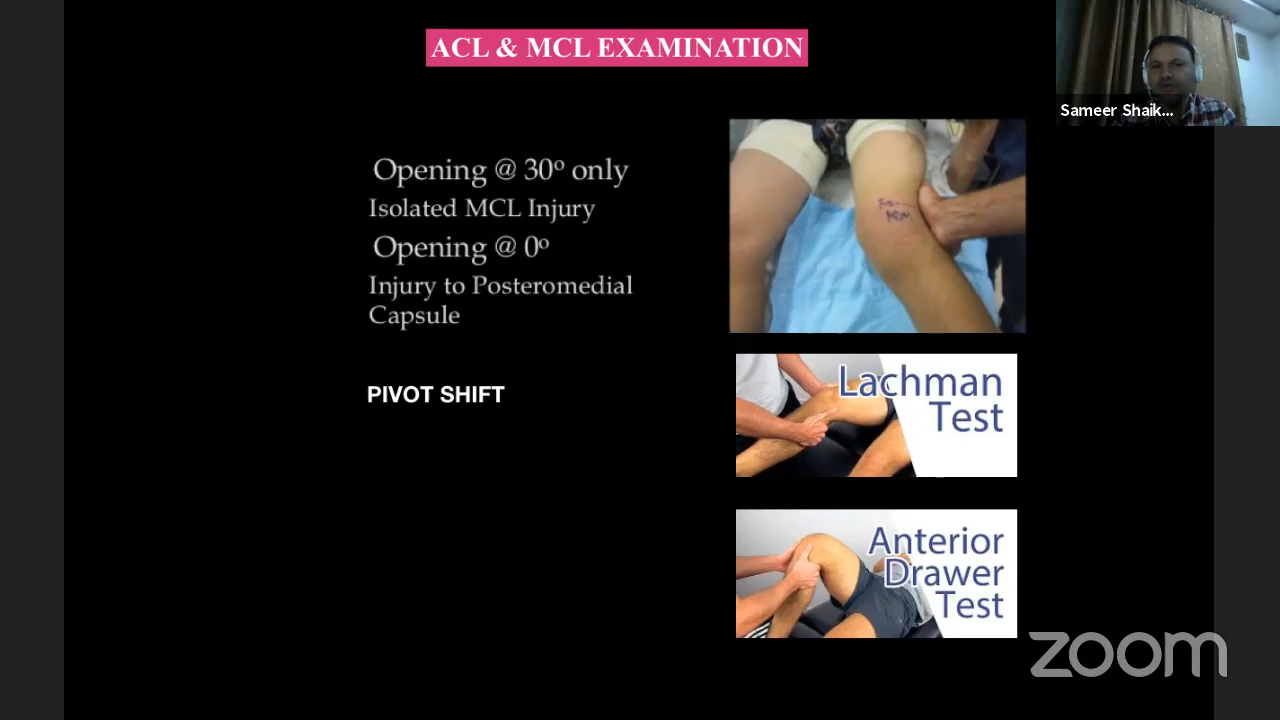 ACL & MCL EXAMINATION
Sameer Shaik...
Opening @ 30º only
Isolated MCL Injury
Opening @ 0º
Injury to Posteromedial
Capsule
PIVOT SHIFT
Lachman
Test
Anterior
Drawer
Test
zoom